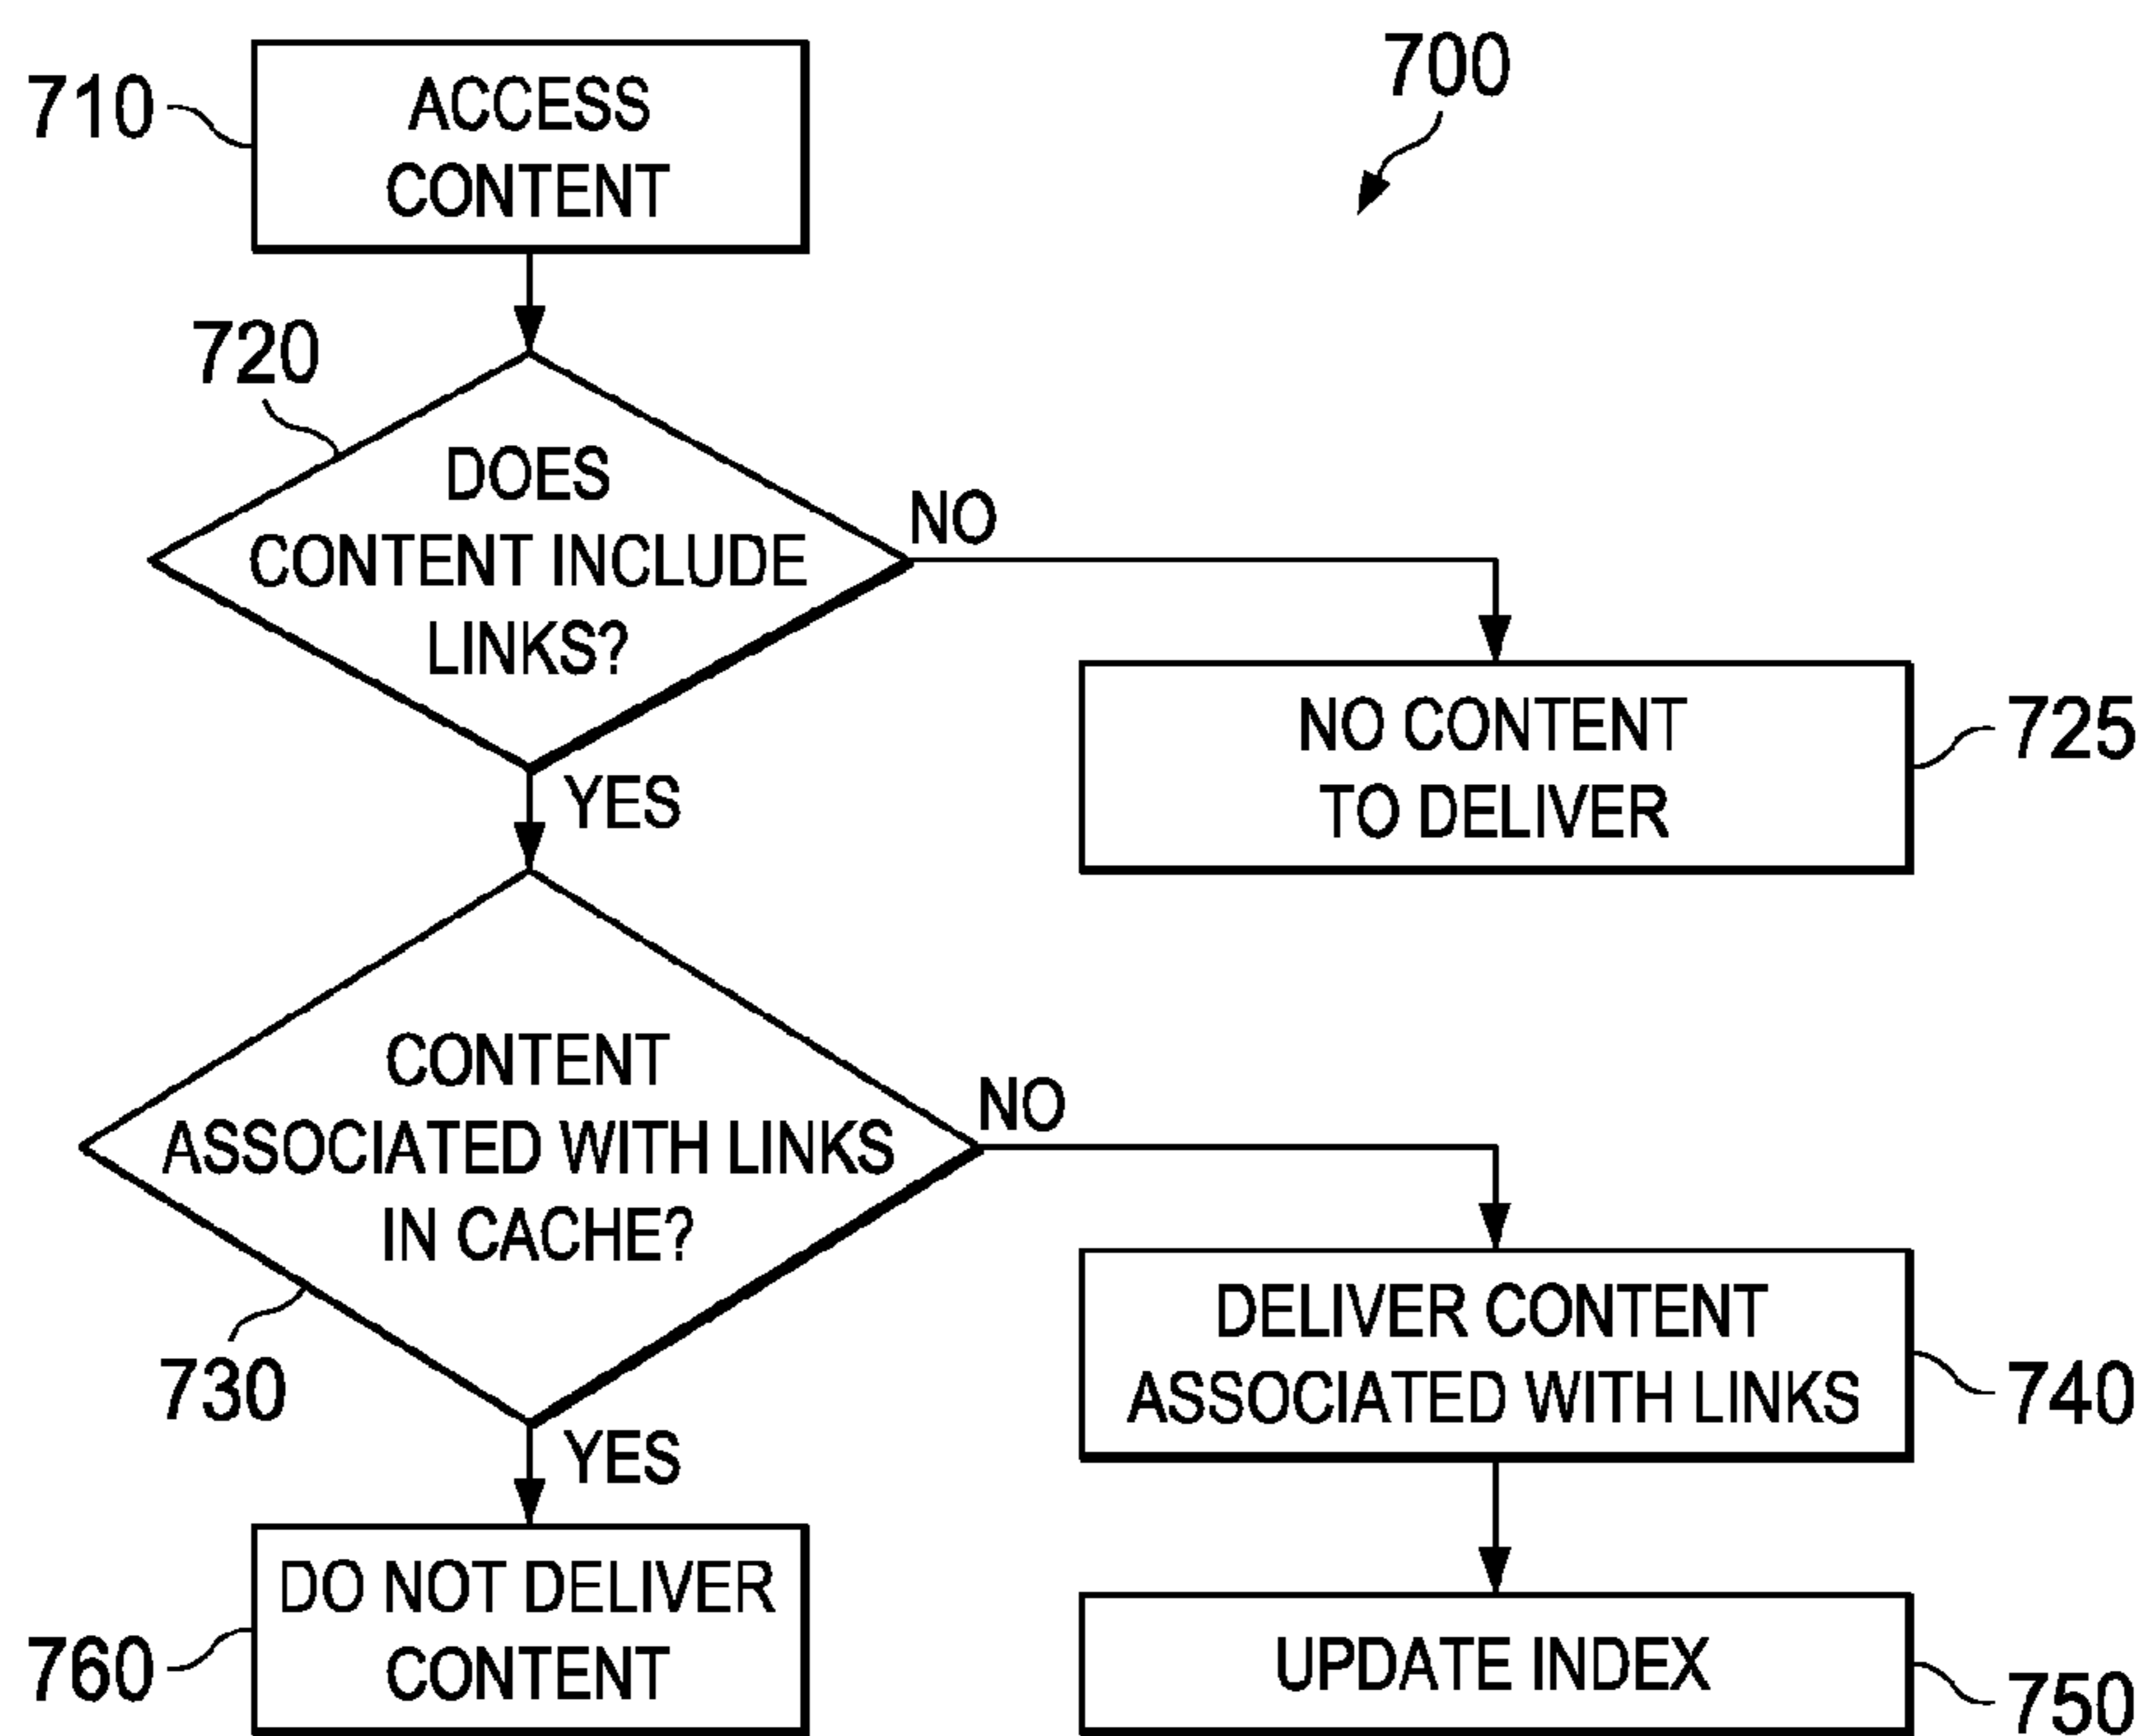 710
ACCESS
CONTENT
700
720
DOES
CONTENT INCLUDE
LINKS?
NO
NO CONTENT
TO DELIVER
725
YES
CONTENT
ASSOCIATED WITH LINKS
IN CACHE?
NO
730
DELIVER CONTENT
ASSOCIATED WITH LINKS
740
YES
DO NOT DELIVER
CONTENT
760
UPDATE INDEX
750